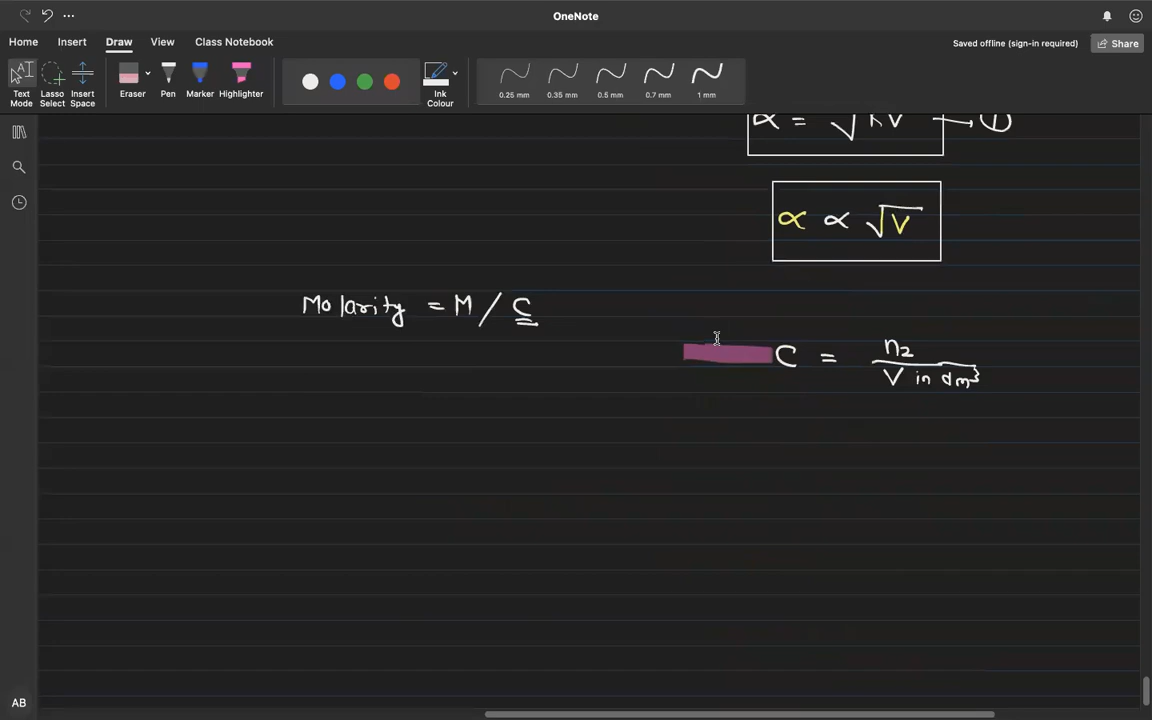 OneNote
Home Insert Draw View Class Notebook
Saved offline (sign-in required) Share
Text Mode
Lasso Select
Insert Space
Eraser
Pen
Marker
Highlighter
Ink Colour
0.25 mm 0.35 mm 0.5 mm 0.7 mm 1 mm
∝ = √KV → ①
∝ ∝ √V
Molarity = M / C
C = n₂ / V in dm³
AB